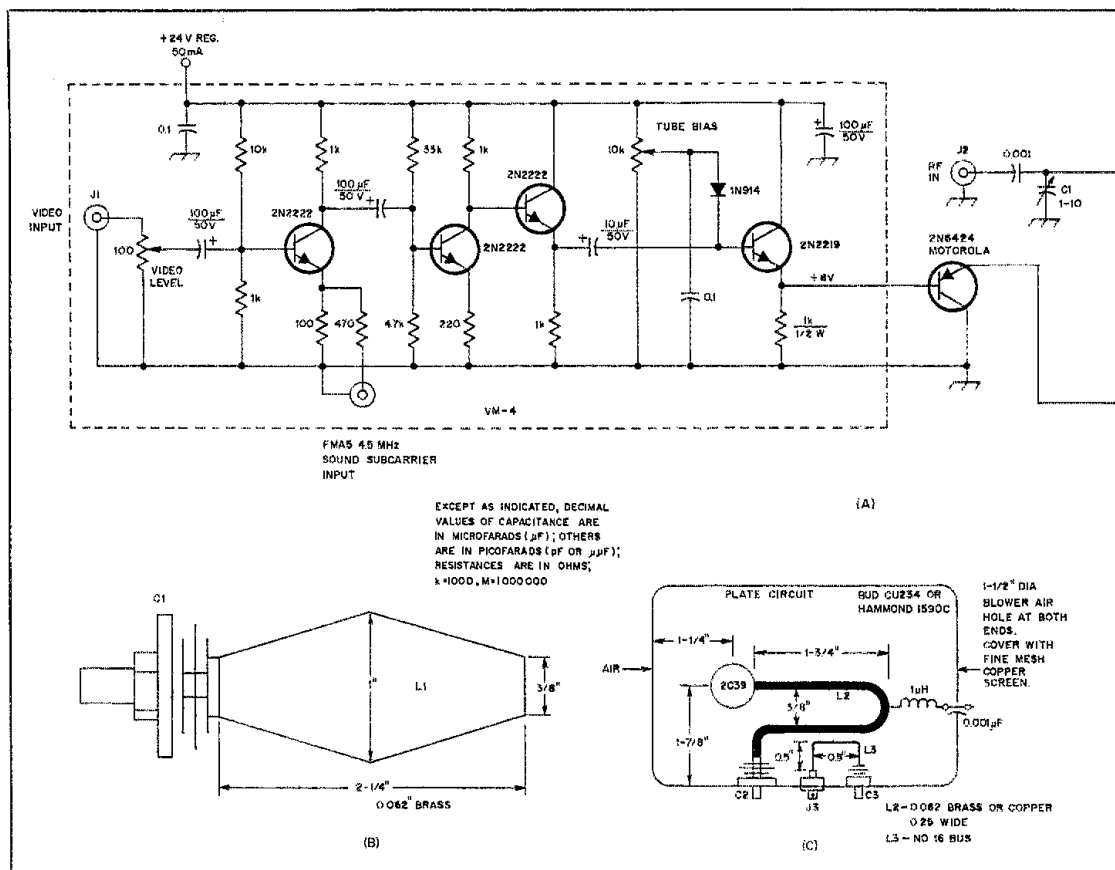 +24V REG.
50mA
0.1
10k
1k
33k
1k
10k
TUBE BIAS
100µF
50V
J2
0.001
RF
IN
C1
1-10
J1
VIDEO
INPUT
100
VIDEO
LEVEL
100µF
50V
2N2222
100µF
50V
2N2222
2N2222
10µF
50V
1N914
2N2219
+8V
2N6424
MOTOROLA
1k
100
470
4.7k
220
1k
0.1
1k
1/2 W
VM-4
FMA5 4.5 MHz
SOUND SUBCARRIER
INPUT
(A)
EXCEPT AS INDICATED, DECIMAL
VALUES OF CAPACITANCE ARE
IN MICROFARADS (µF); OTHERS
ARE IN PICOFARADS (pF OR µµF);
RESISTANCES ARE IN OHMS;
k=1000, M=1000000
C1
L1
"
3/8"
2-1/4"
0.062" BRASS
(B)
PLATE CIRCUIT
BUD CU234 OR
HAMMOND 1590C
1-1/2" DIA
BLOWER AIR
HOLE AT BOTH
ENDS.
COVER WITH
FINE MESH
COPPER
SCREEN.
1-1/4"
1-3/4"
AIR
2C39
L2
5/8"
1µH
0.001µF
1-7/8"
0.5"
0.5"
L3
C2
J3
C3
L2-0.062 BRASS OR COPPER
0.25 WIDE
L3-NO 16 BUS
(C)